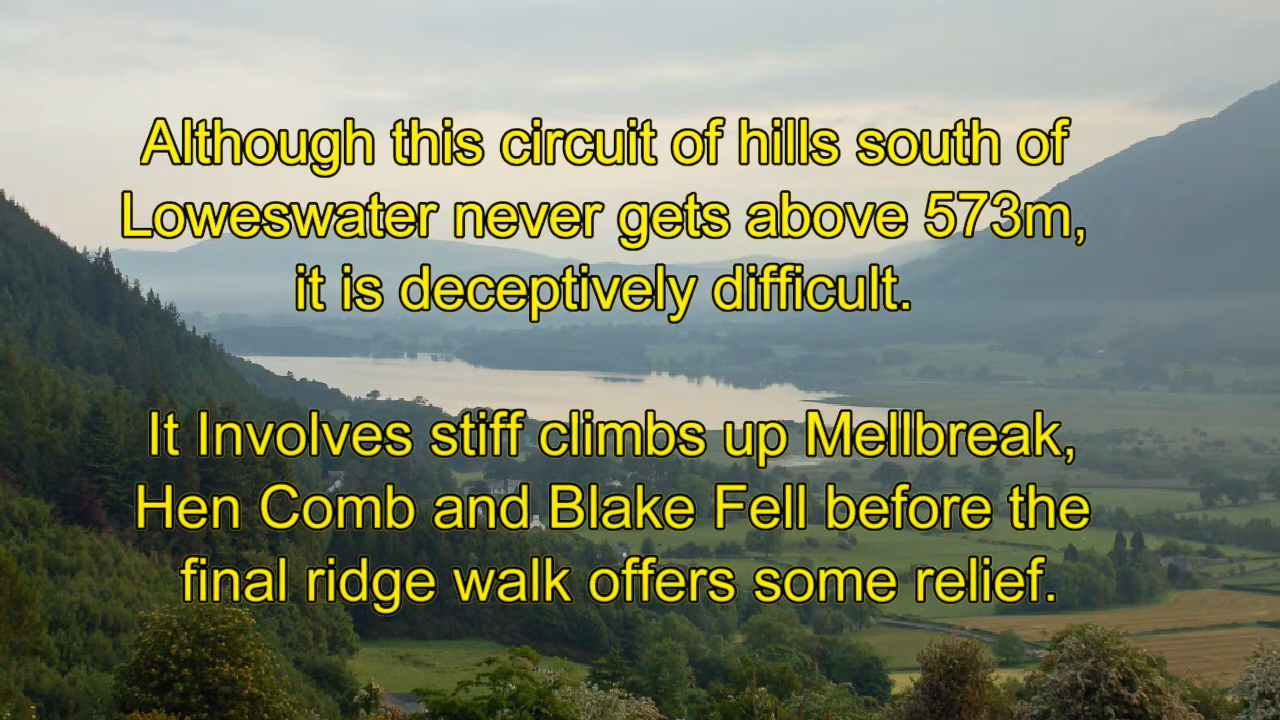 Although this circuit of hills south of
Loweswater never gets above 573m,
it is deceptively difficult.
It Involves stiff climbs up Mellbreak,
Hen Comb and Blake Fell before the
final ridge walk offers some relief.